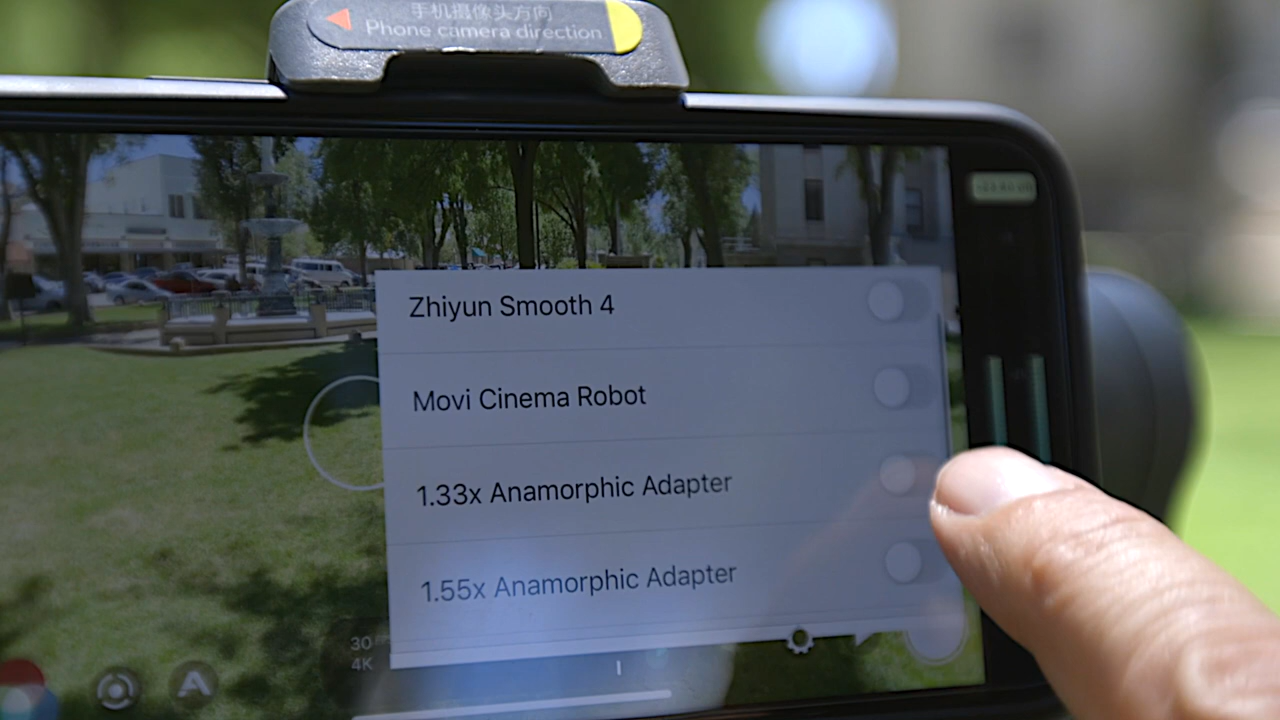 手机摄像头方向
Phone camera direction
Zhiyun Smooth 4
Movi Cinema Robot
1.33x Anamorphic Adapter
1.55x Anamorphic Adapter
30
4K
A